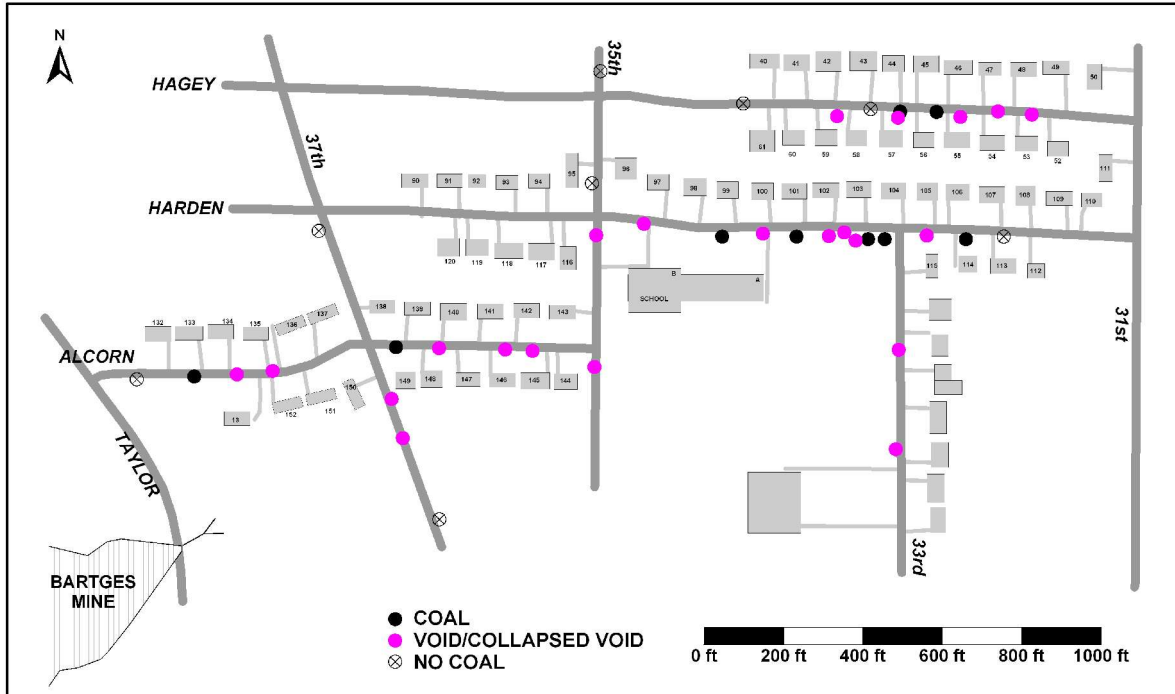 N
HAGEY
35th
37th
40 41 42 43 44 45 46 47 48 49 50
61 60 59 58 57 56 55 54 53 52
111
95 96
90 91 92 93 94 97 98 99 100 101 102 103 104 105 106 107 108 109 110
HARDEN
120 119 118 117 116
115 114 113 112
B A
SCHOOL
31st
138 139 140 141 142 143
132 133 134 135 136 137
ALCORN
149 148 147 146 145 144
150
13 152 151
TAYLOR
33rd
BARTGES
MINE
COAL
VOID/COLLAPSED VOID
NO COAL
0 ft 200 ft 400 ft 600 ft 800 ft 1000 ft